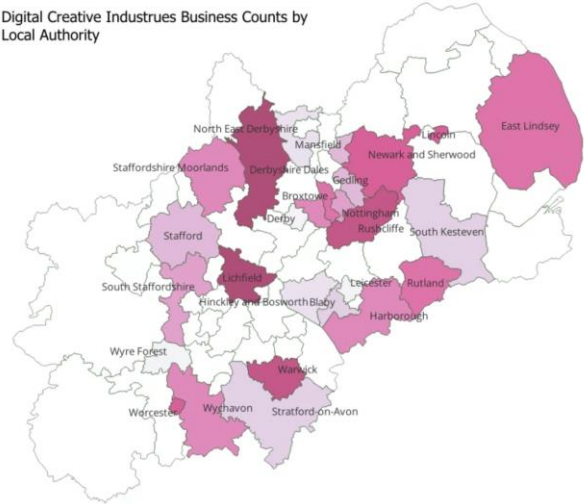 Digital Creative Industrues Business Counts by
Local Authority
East Lindsey
North East Derbyshire
Lincoln
Mansfield
Newark and Sherwood
Staffordshire Moorlands
Derbyshire Dales
Gedling
Broxtowe
Nottingham
Derby
Rushcliffe
South Kesteven
Stafford
Lichfield
Leicester
Rutland
South Staffordshire
Hinckley and Bosworth
Blaby
Harborough
Wyre Forest
Warwick
Worcester
Wychavon
Stratford-on-Avon